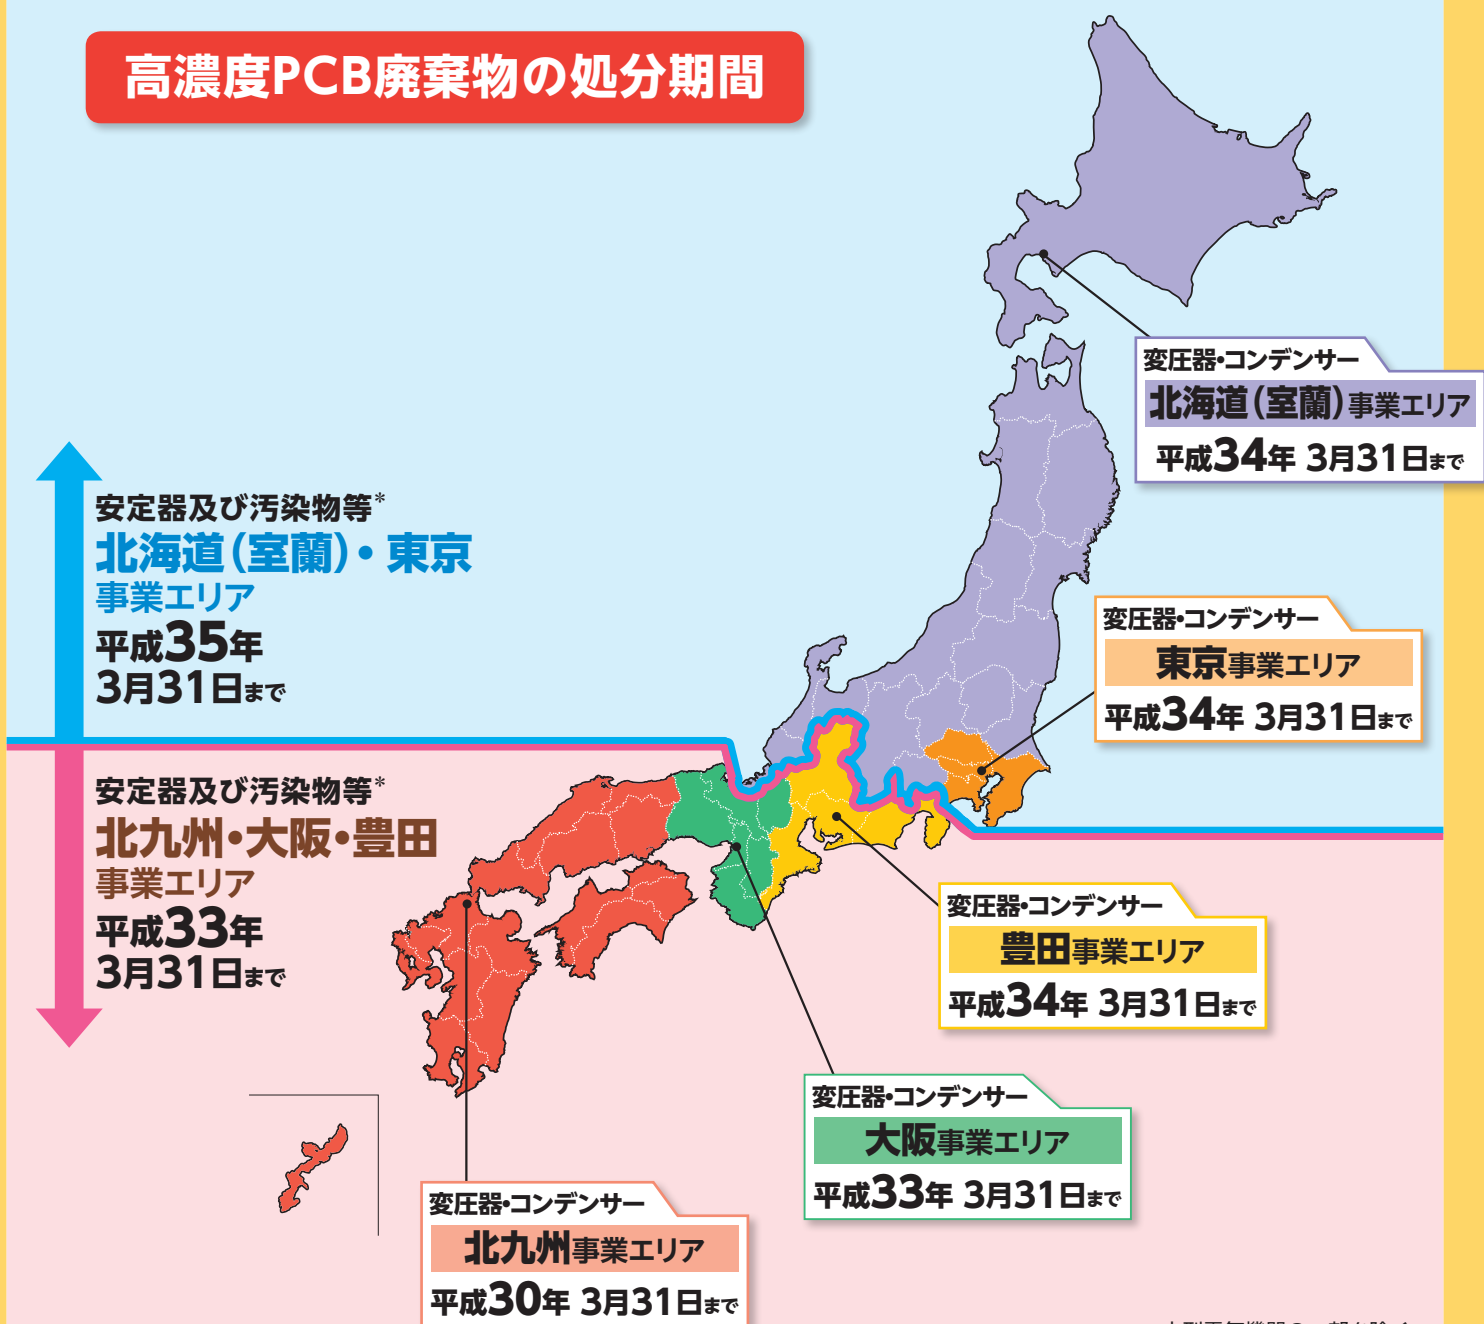 高濃度PCB廃棄物の処分期間
変圧器・コンデンサー
北海道(室蘭)事業エリア
平成34年 3月31日まで
安定器及び汚染物等*
北海道(室蘭)・東京
事業エリア
平成35年
3月31日まで
変圧器・コンデンサー
東京事業エリア
平成34年 3月31日まで
安定器及び汚染物等*
北九州・大阪・豊田
事業エリア
平成33年
3月31日まで
変圧器・コンデンサー
豊田事業エリア
平成34年 3月31日まで
変圧器・コンデンサー
大阪事業エリア
平成33年 3月31日まで
変圧器・コンデンサー
北九州事業エリア
平成30年 3月31日まで